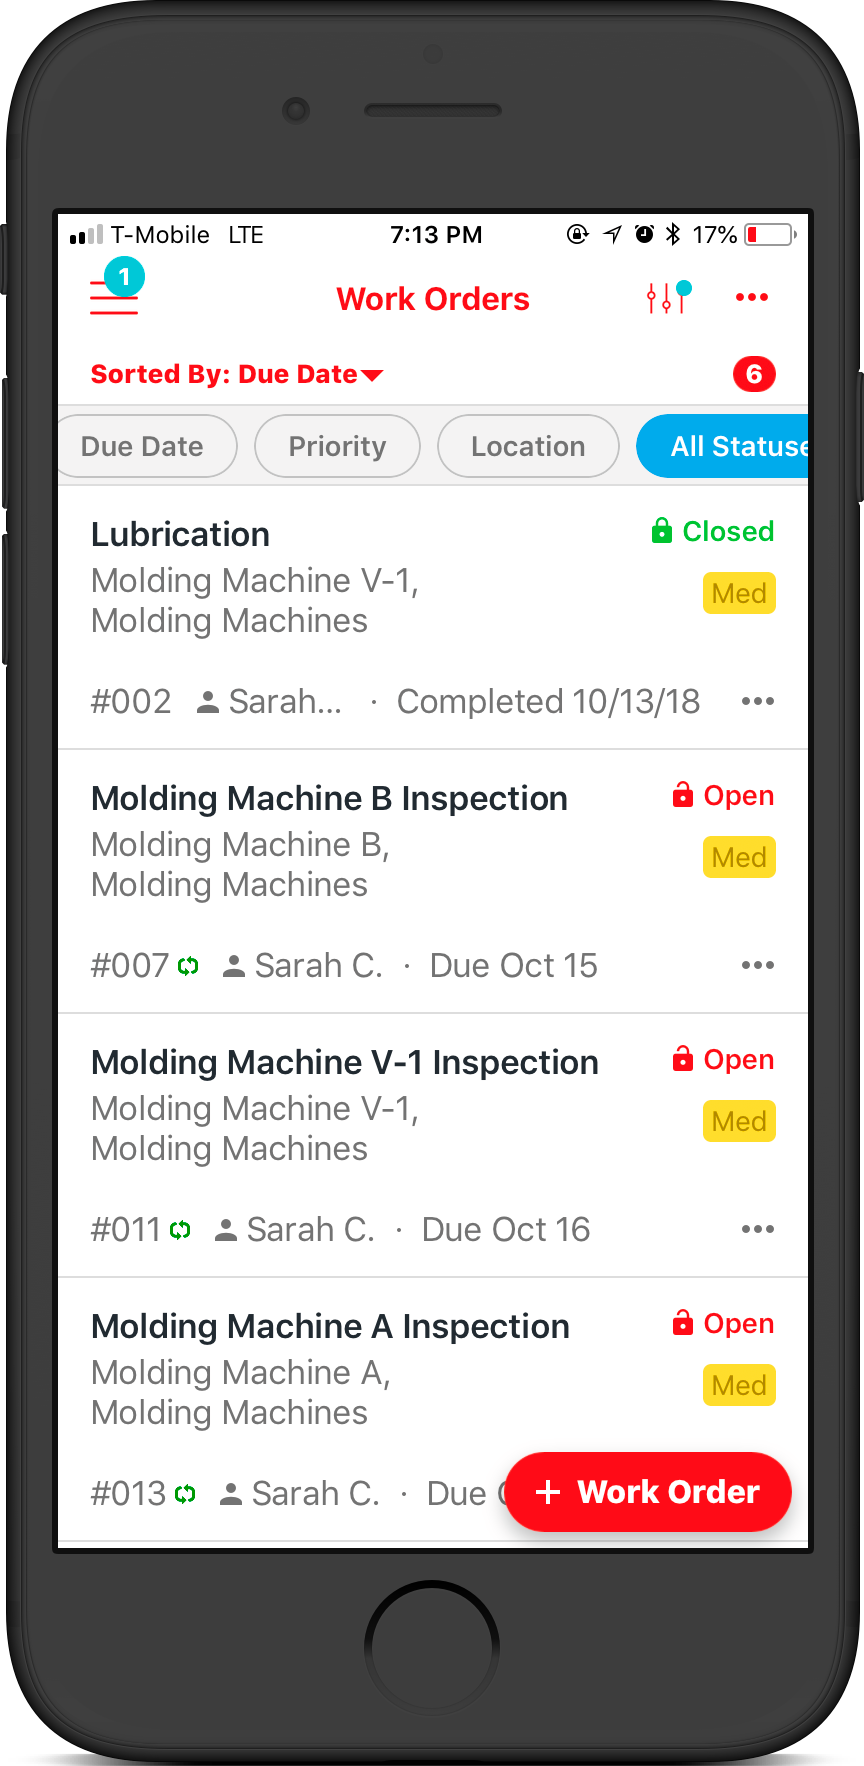 T-Mobile LTE 7:13 PM 17%
1
Work Orders
Sorted By: Due Date 6
Due Date Priority Location All Statuse
Lubrication Closed
Molding Machine V-1, Med
Molding Machines
#002 Sarah... · Completed 10/13/18
Molding Machine B Inspection Open
Molding Machine B, Med
Molding Machines
#007 Sarah C. · Due Oct 15
Molding Machine V-1 Inspection Open
Molding Machine V-1, Med
Molding Machines
#011 Sarah C. · Due Oct 16
Molding Machine A Inspection Open
Molding Machine A, Med
Molding Machines
#013 Sarah C. · Due
+ Work Order